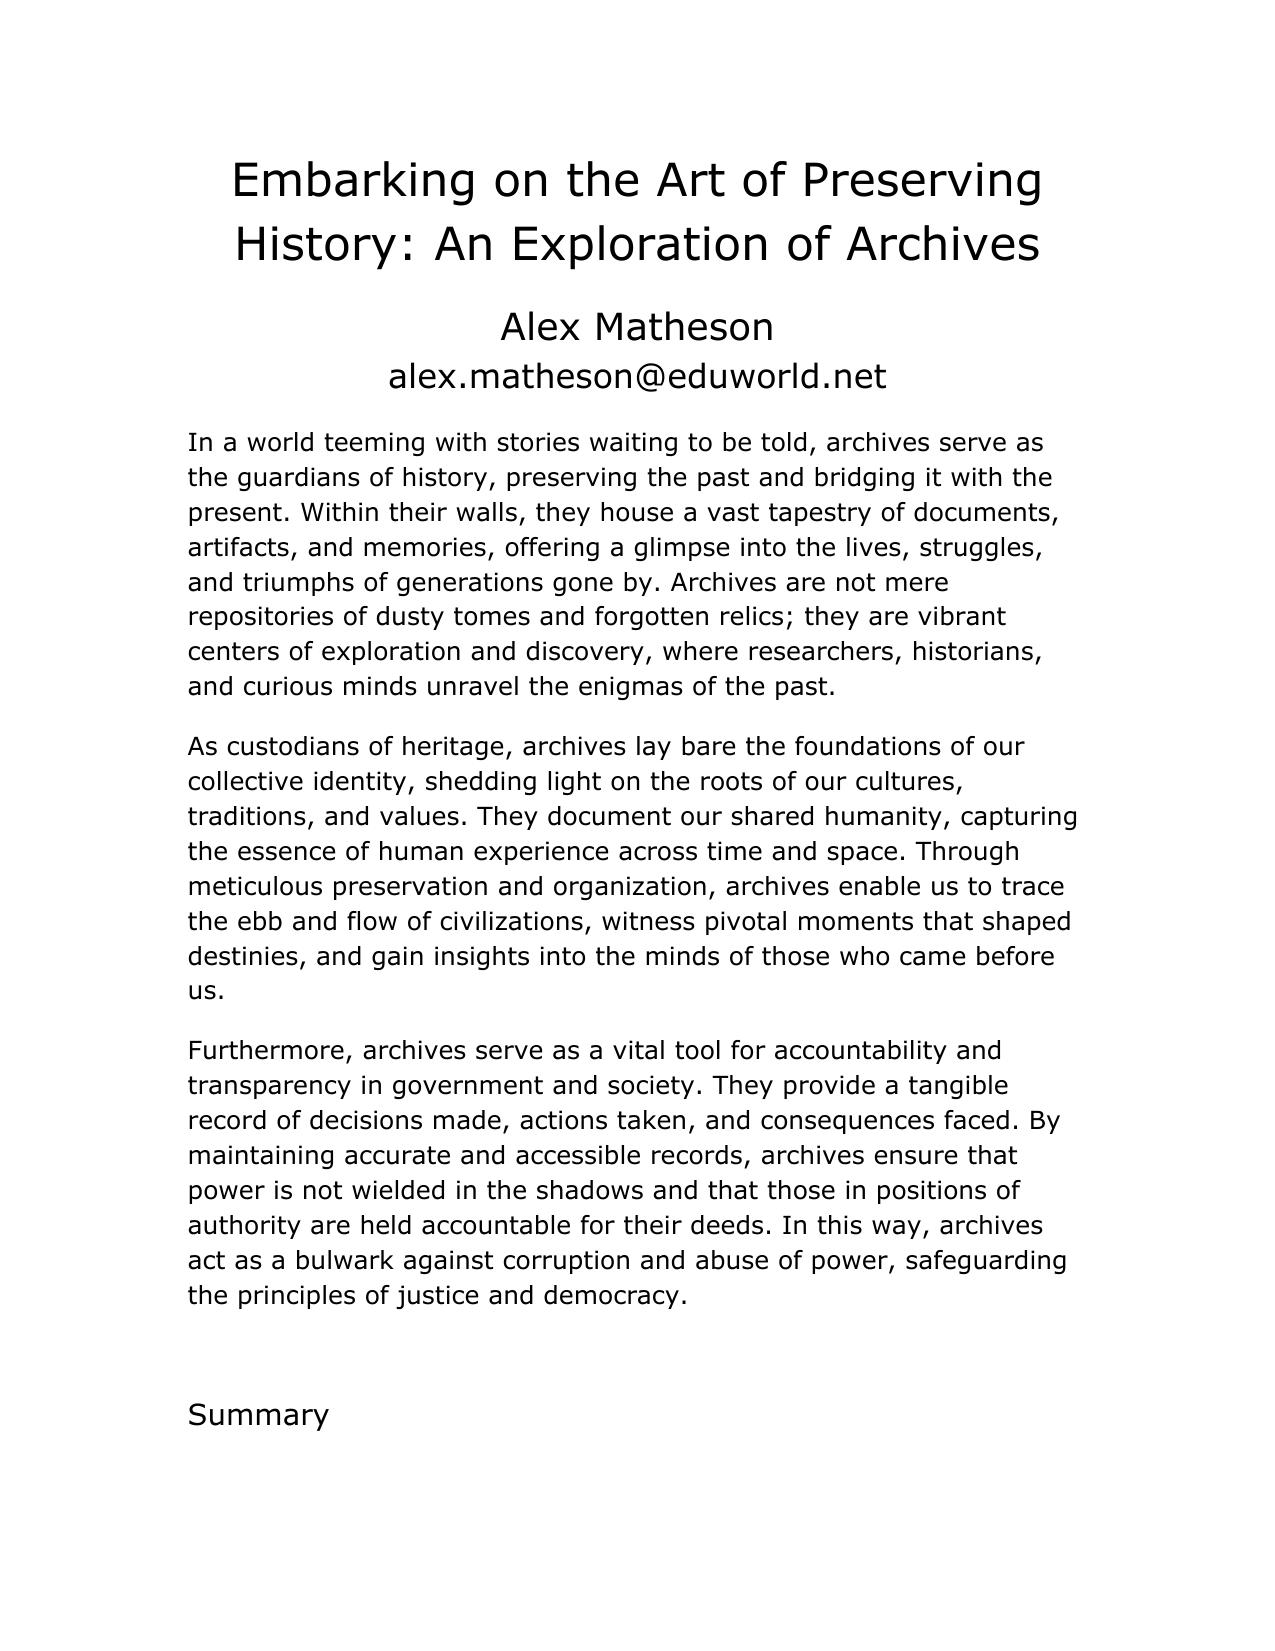 Embarking on the Art of Preserving
History: An Exploration of Archives
Alex Matheson
alex.matheson@eduworld.net
In a world teeming with stories waiting to be told, archives serve as
the guardians of history, preserving the past and bridging it with the
present. Within their walls, they house a vast tapestry of documents,
artifacts, and memories, offering a glimpse into the lives, struggles,
and triumphs of generations gone by. Archives are not mere
repositories of dusty tomes and forgotten relics; they are vibrant
centers of exploration and discovery, where researchers, historians,
and curious minds unravel the enigmas of the past.
As custodians of heritage, archives lay bare the foundations of our
collective identity, shedding light on the roots of our cultures,
traditions, and values. They document our shared humanity, capturing
the essence of human experience across time and space. Through
meticulous preservation and organization, archives enable us to trace
the ebb and flow of civilizations, witness pivotal moments that shaped
destinies, and gain insights into the minds of those who came before
us.
Furthermore, archives serve as a vital tool for accountability and
transparency in government and society. They provide a tangible
record of decisions made, actions taken, and consequences faced. By
maintaining accurate and accessible records, archives ensure that
power is not wielded in the shadows and that those in positions of
authority are held accountable for their deeds. In this way, archives
act as a bulwark against corruption and abuse of power, safeguarding
the principles of justice and democracy.
Summary